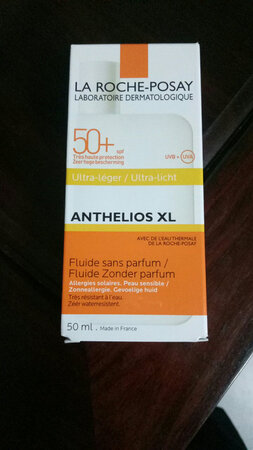 LA ROCHE-POSAY
LABORATOIRE DERMATOLOGIQUE
50+ spf
Très haute protection
Zeer hoge bescherming
UVB + UVA
Ultra-léger / Ultra-licht
ANTHELIOS XL
AVEC DE L'EAU THERMALE
DE LA ROCHE-POSAY
Fluide sans parfum /
Fluide Zonder parfum
Allergies solaires. Peau sensible /
Zonneallergie. Gevoelige huid
Très résistant à l'eau.
Zéér waterresistent.
50 ml. Made in France